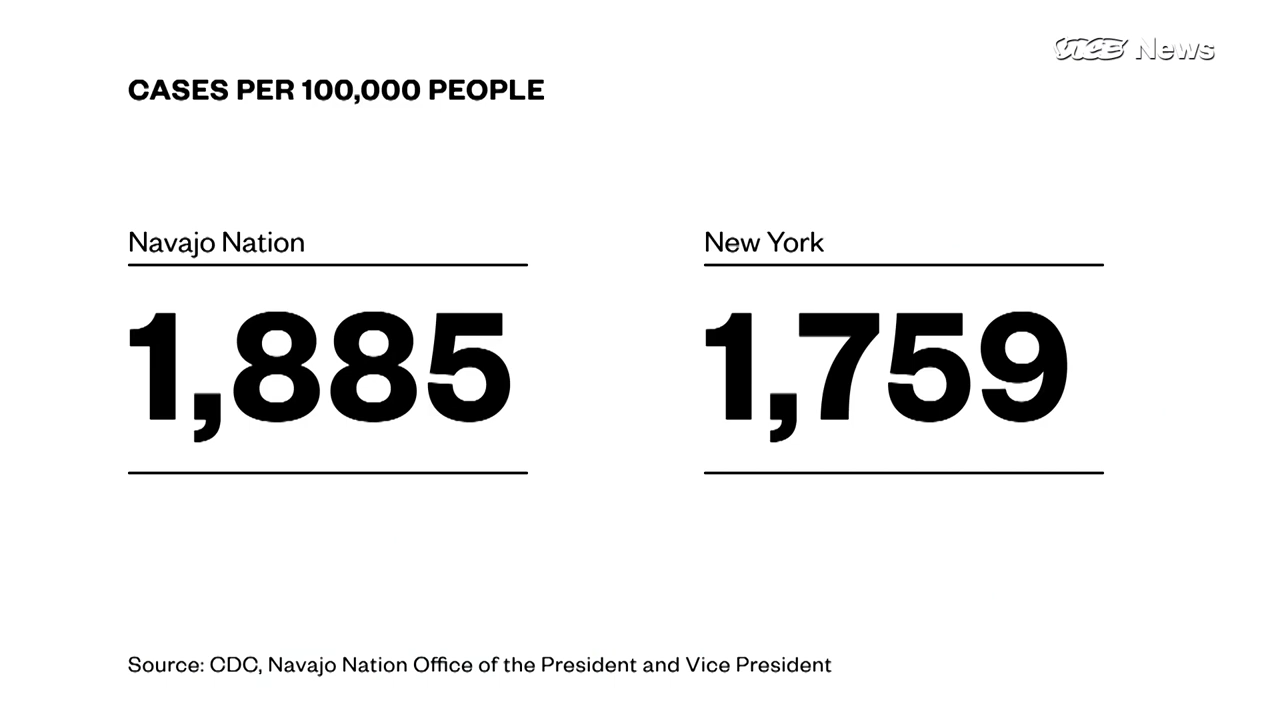 VICE News
CASES PER 100,000 PEOPLE
Navajo Nation
New York
1,885
1,759
Source: CDC, Navajo Nation Office of the President and Vice President